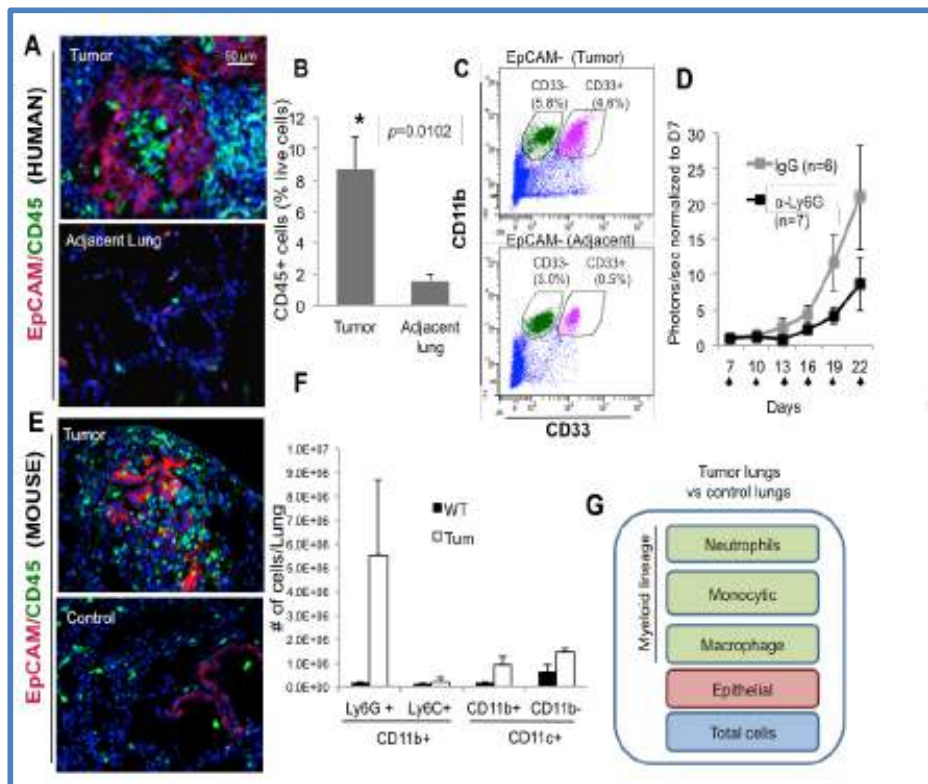 A
EpCAM/CD45 (HUMAN)
Tumor
50 µm
Adjacent Lung
B
CD45+ cells (% live cells)
12
10
8
6
4
2
0
*
p=0.0102
Tumor
Adjacent
lung
C
EpCAM- (Tumor)
CD33-
(5.8%)
CD33+
(4.6%)
EpCAM- (Adjacent)
CD33-
(3.0%)
CD33+
(0.5%)
CD11b
CD33
D
Photons/sec normalized to D7
30
25
20
15
10
5
0
IgG (n=6)
α-Ly6G
(n=7)
7 10 13 16 19 22
Days
E
EpCAM/CD45 (MOUSE)
Tumor
Control
F
# of cells/Lung
1.0E+07
9.0E+06
8.0E+06
7.0E+06
6.0E+06
5.0E+06
4.0E+06
3.0E+06
2.0E+06
1.0E+06
0.0E+00
WT
Tum
Ly6G + Ly6C+ CD11b+ CD11b-
CD11b+ CD11c+
G
Tumor lungs
vs control lungs
Myeloid lineage
Neutrophils
Monocytic
Macrophage
Epithelial
Total cells